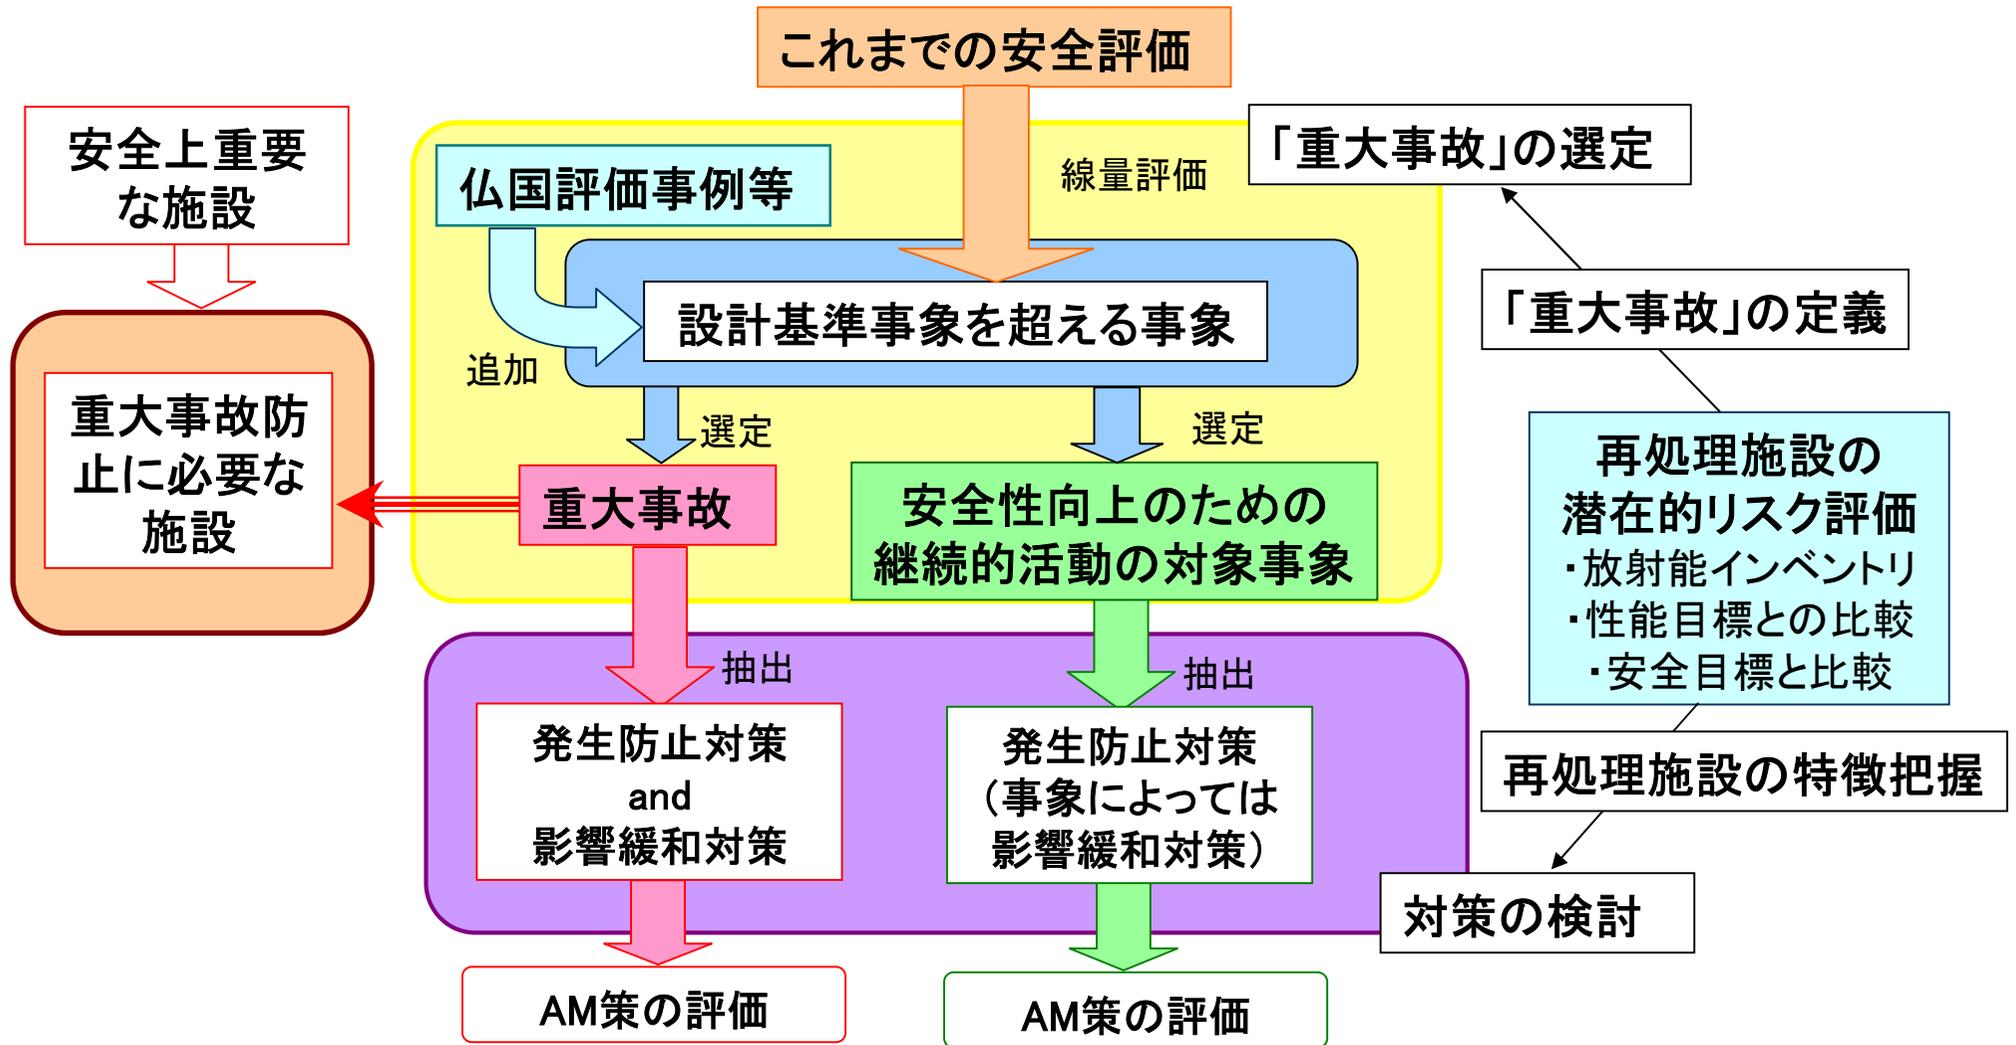 これまでの安全評価
安全上重要
な施設
重大事故防
止に必要な
施設
仏国評価事例等
線量評価
「重大事故」の選定
設計基準事象を超える事象
追加
選定
選定
重大事故
安全性向上のための
継続的活動の対象事象
抽出
抽出
発生防止対策
and
影響緩和対策
発生防止対策
（事象によっては
影響緩和対策）
AM策の評価
AM策の評価
「重大事故」の定義
再処理施設の
潜在的リスク評価
・放射能インベントリ
・性能目標との比較
・安全目標と比較
再処理施設の特徴把握
対策の検討